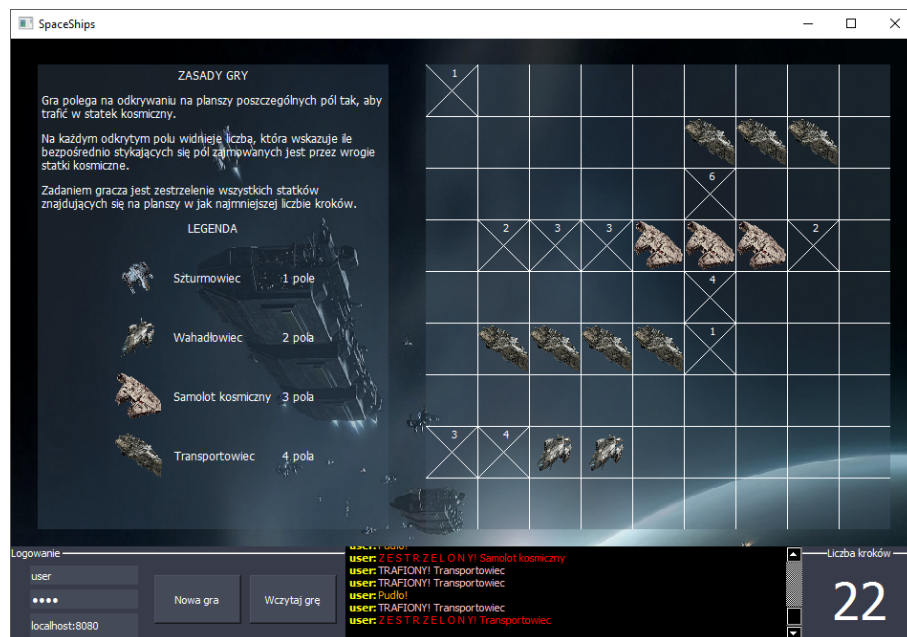 SpaceShips
ZASADY GRY
Gra polega na odkrywaniu na planszy poszczególnych pól tak, aby
trafić w statek kosmiczny.
Na każdym odkrytym polu widnieje liczba, która wskazuje ile
bezpośrednio stykających się pól zajmowanych jest przez wrogie
statki kosmiczne.
Zadaniem gracza jest zestrzelenie wszystkich statków
znajdujących się na planszy w jak najmniejszej liczbie kroków.
LEGENDA
Szturmowiec 1 pole
Wahadłowiec 2 pola
Samolot kosmiczny 3 pola
Transportowiec 4 pola
1
6
2 3 3 2
4
1
3 4
Logowanie
user
••••
localhost:8080
Nowa gra
Wczytaj grę
user: Pudło!
user: Z E S T R Z E L O N Y! Samolot kosmiczny
user: TRAFIONY! Transportowiec
user: TRAFIONY! Transportowiec
user: Pudło!
user: TRAFIONY! Transportowiec
user: Z E S T R Z E L O N Y! Transportowiec
Liczba kroków
22